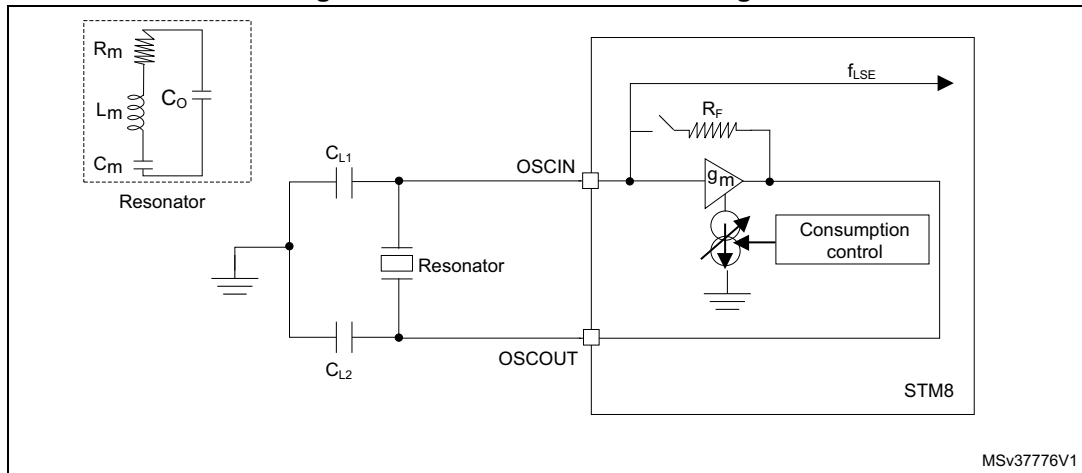 Rm
Lm
CO
Cm
Resonator
CL1
CL2
Resonator
OSCIN
OSCOUT
fLSE
RF
gm
Consumption
control
STM8
MSv37776V1